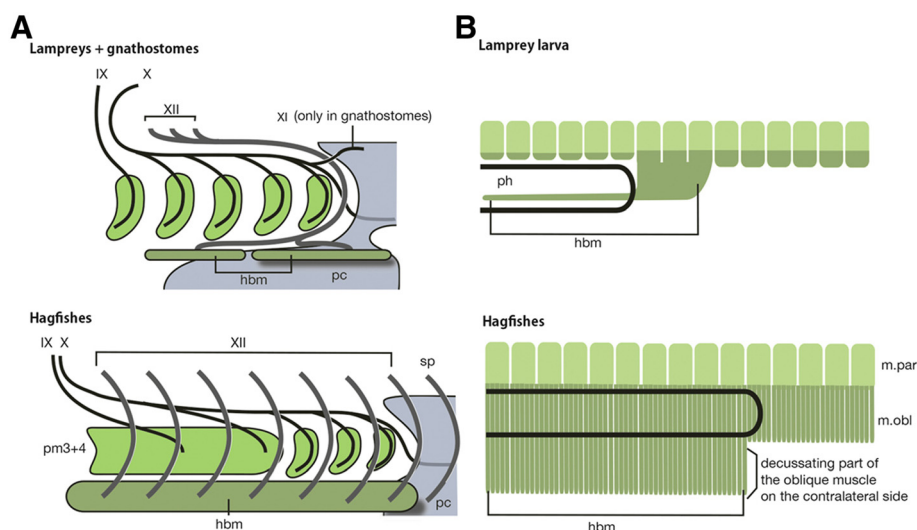 A
Lampreys + gnathostomes
IX
X
XII
XI (only in gnathostomes)
hbm
pc
Hagfishes
IX
X
XII
sp
pm3+4
pc
hbm
B
Lamprey larva
ph
hbm
Hagfishes
m.par
m.obl
decussating part of
the oblique muscle
on the contralateral side
hbm